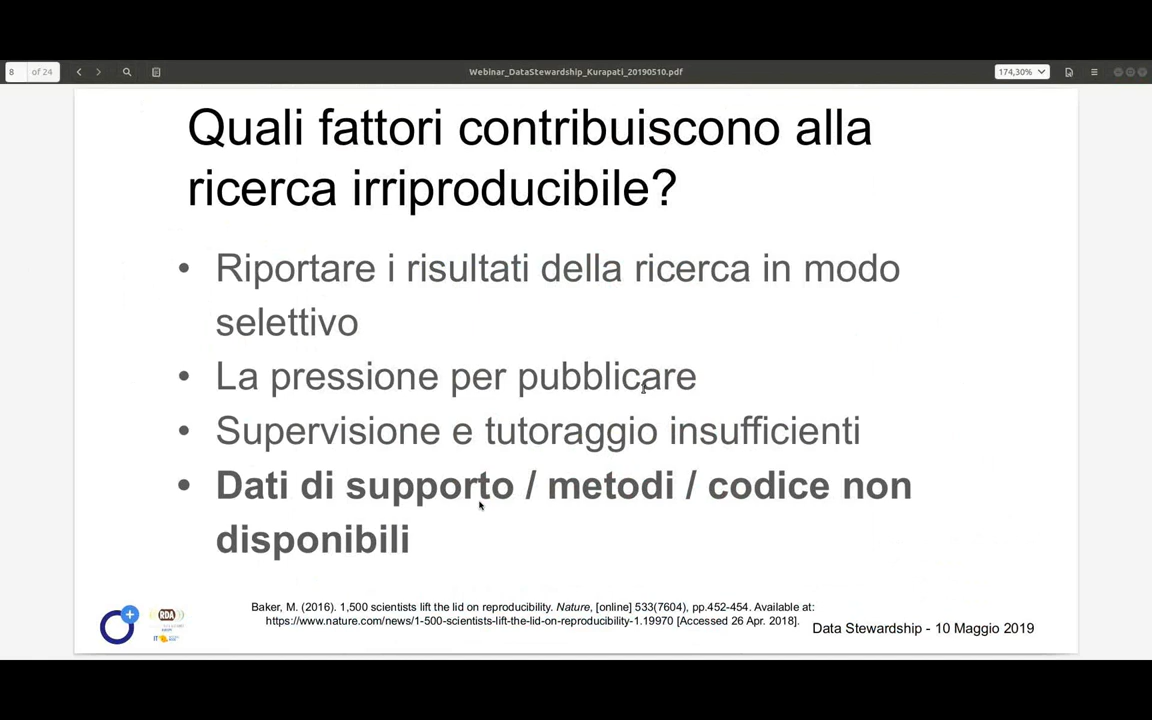 8 of 24
Webinar_DataStewardship_Kurapati_20190510.pdf
174,30%
Quali fattori contribuiscono alla
ricerca irriproducibile?
• Riportare i risultati della ricerca in modo
selettivo
• La pressione per pubblicare
• Supervisione e tutoraggio insufficienti
• Dati di supporto / metodi / codice non
disponibili
RDA
IT
Baker, M. (2016). 1,500 scientists lift the lid on reproducibility. Nature, [online] 533(7604), pp.452-454. Available at:
https://www.nature.com/news/1-500-scientists-lift-the-lid-on-reproducibility-1.19970 [Accessed 26 Apr. 2018].
Data Stewardship - 10 Maggio 2019